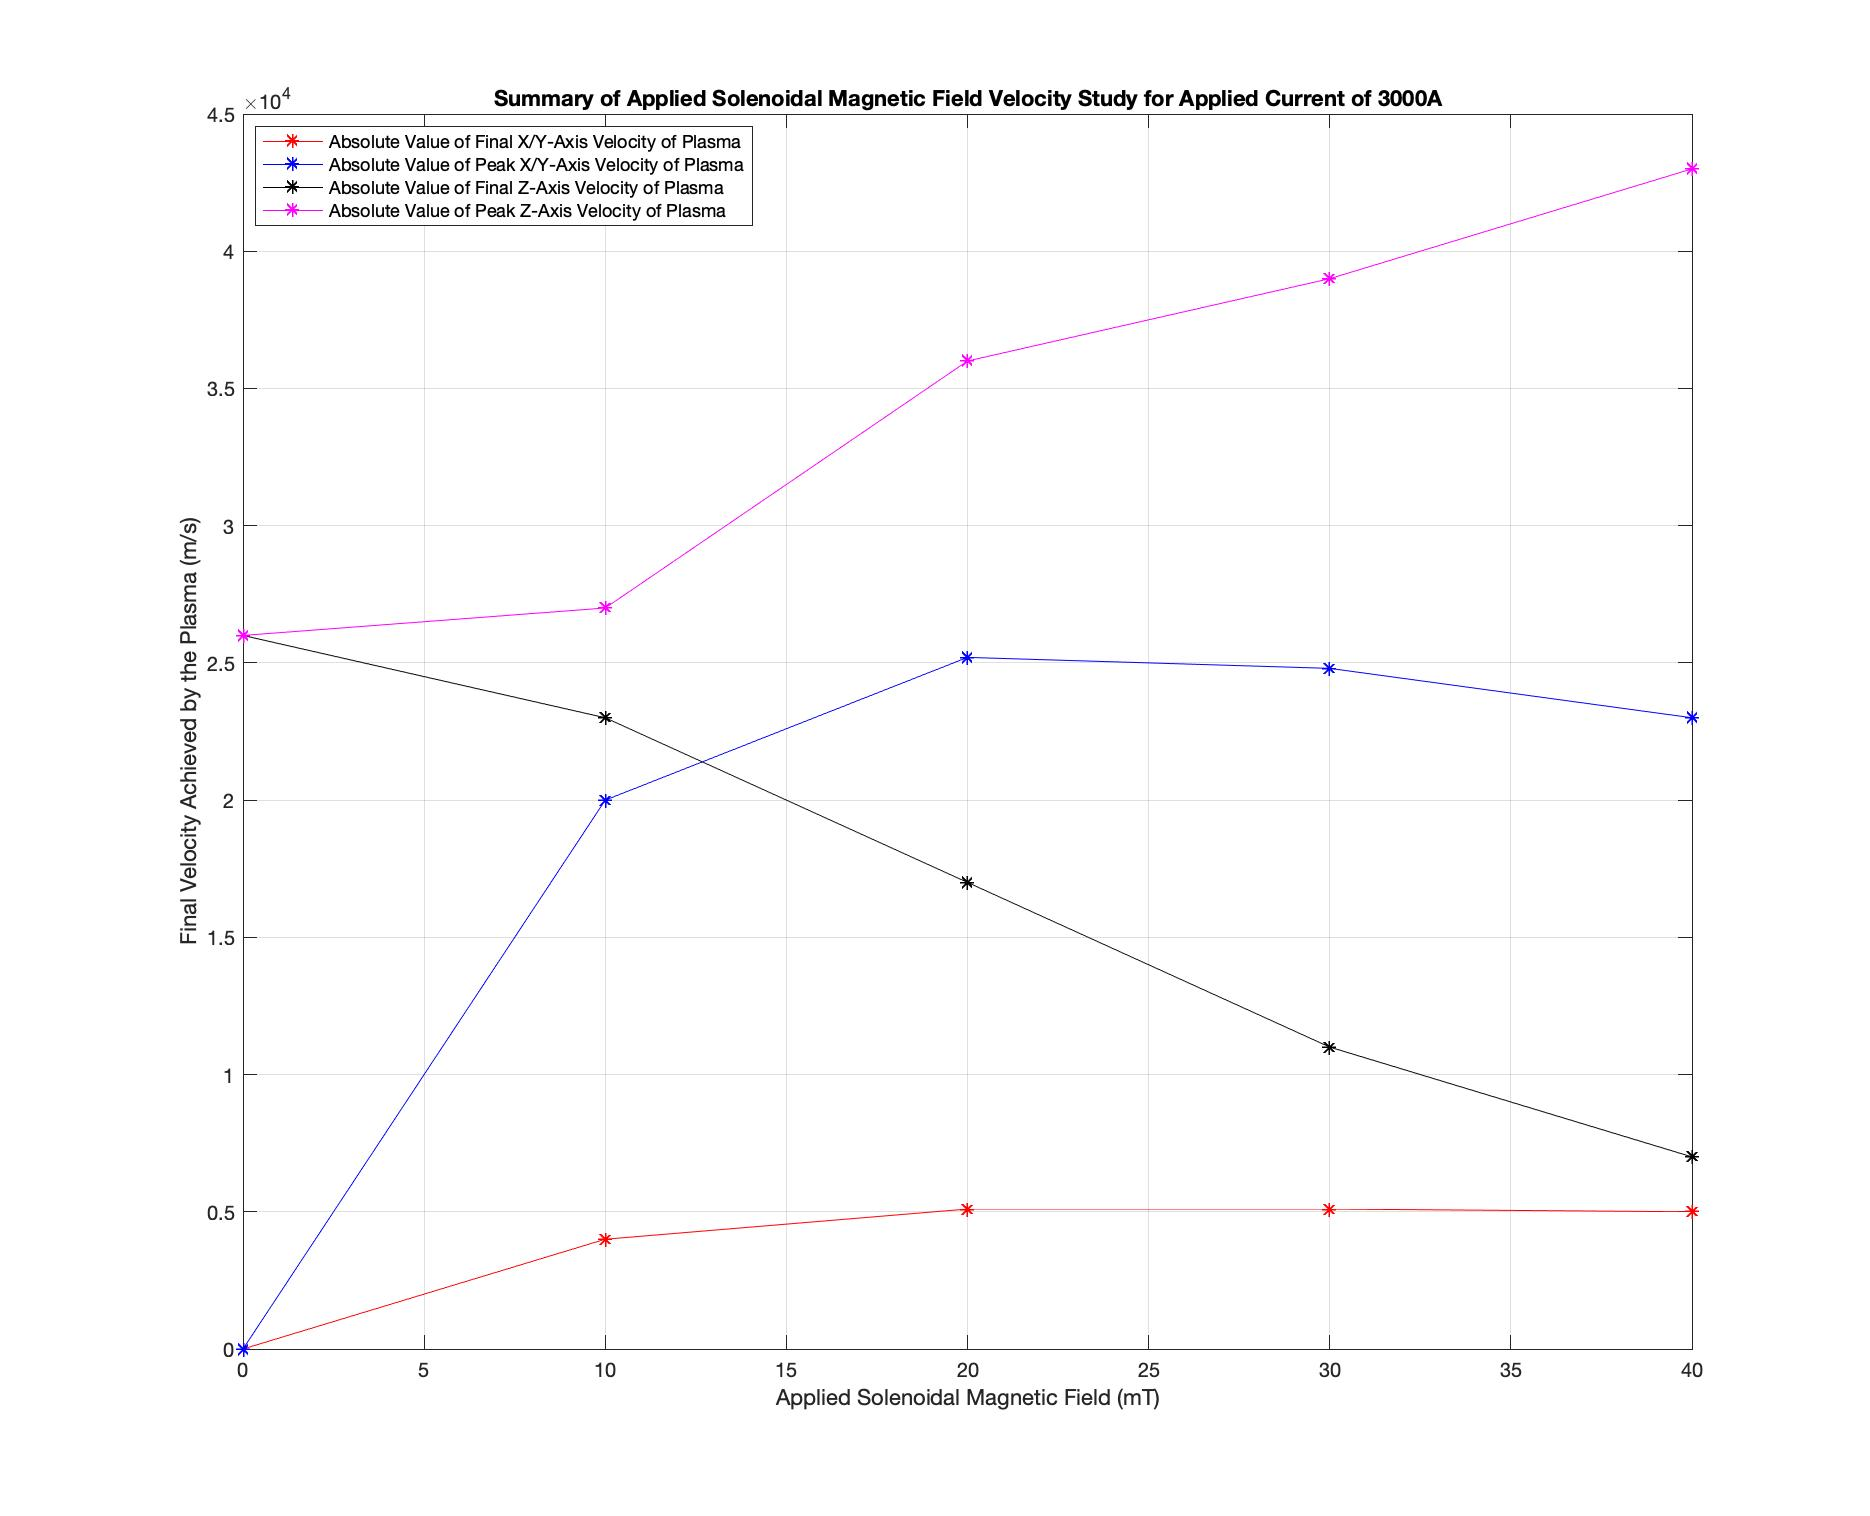 Summary of Applied Solenoidal Magnetic Field Velocity Study for Applied Current of 3000A
×10⁴
4.5
4
3.5
3
2.5
2
1.5
1
0.5
0
Absolute Value of Final X/Y-Axis Velocity of Plasma
Absolute Value of Peak X/Y-Axis Velocity of Plasma
Absolute Value of Final Z-Axis Velocity of Plasma
Absolute Value of Peak Z-Axis Velocity of Plasma
Final Velocity Achieved by the Plasma (m/s)
0 5 10 15 20 25 30 35 40
Applied Solenoidal Magnetic Field (mT)